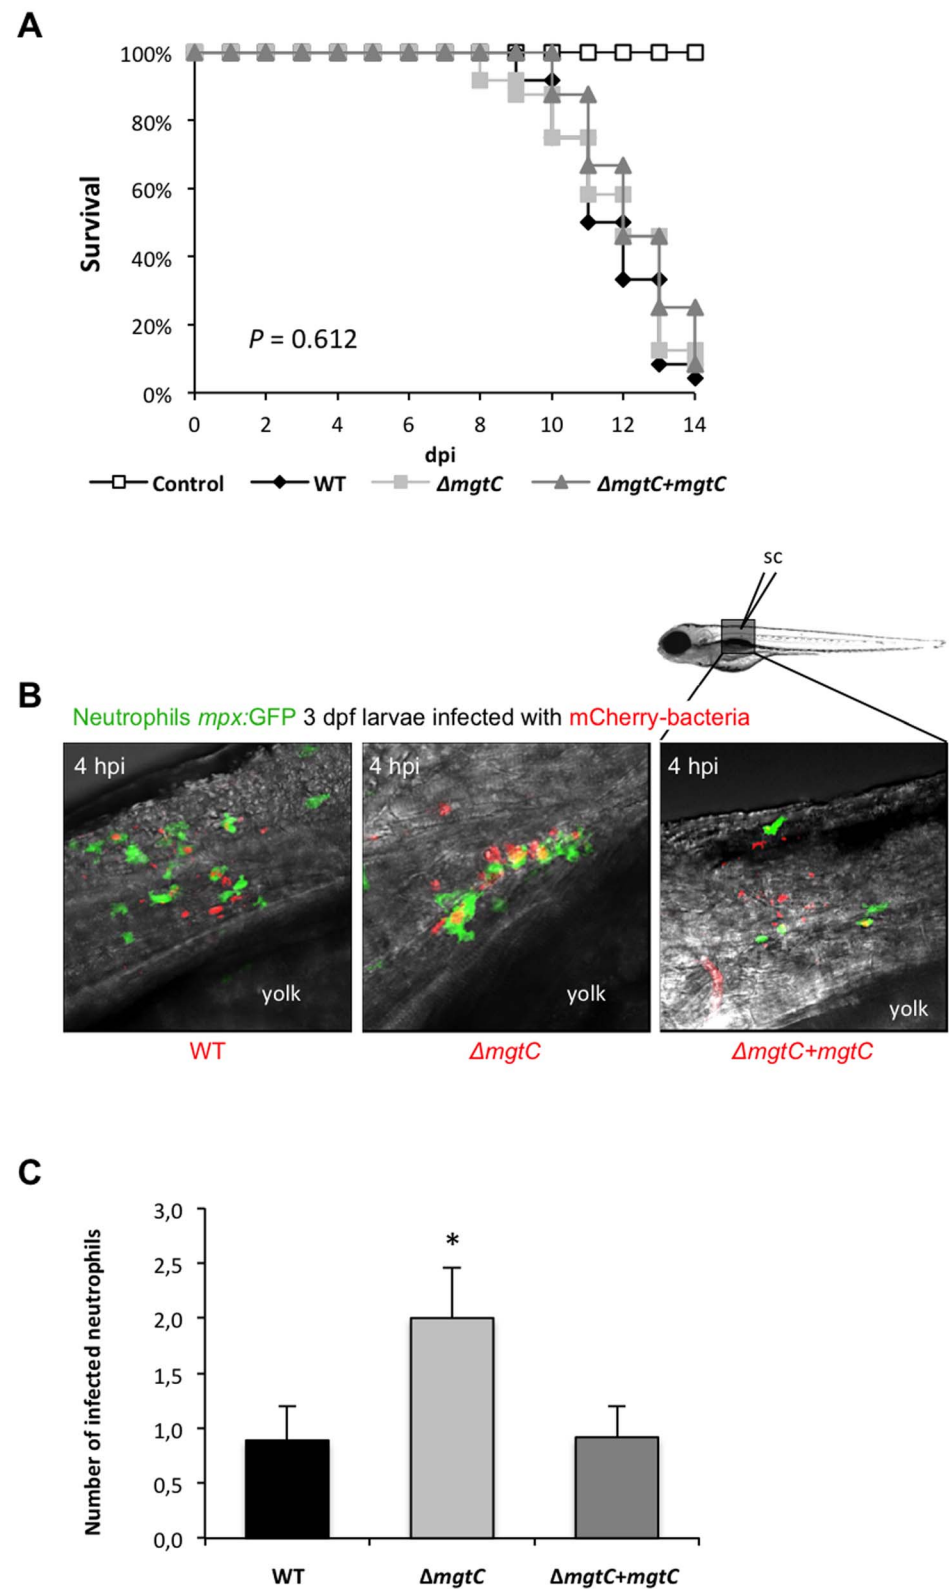 A
100%
80%
60%
40%
20%
0%
Survival
P = 0.612
0 2 4 6 8 10 12 14
dpi
Control WT ΔmgtC ΔmgtC+mgtC
sc
B
Neutrophils mpx:GFP 3 dpf larvae infected with mCherry-bacteria
4 hpi 4 hpi 4 hpi
yolk yolk yolk
WT ΔmgtC ΔmgtC+mgtC
C
3,0
2,5
2,0
1,5
1,0
0,5
0,0
Number of infected neutrophils
*
WT ΔmgtC ΔmgtC+mgtC